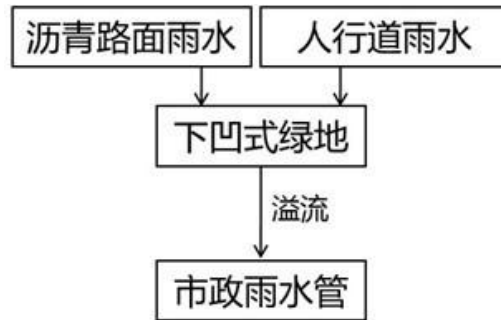 沥青路面雨水
人行道雨水
下凹式绿地
溢流
市政雨水管